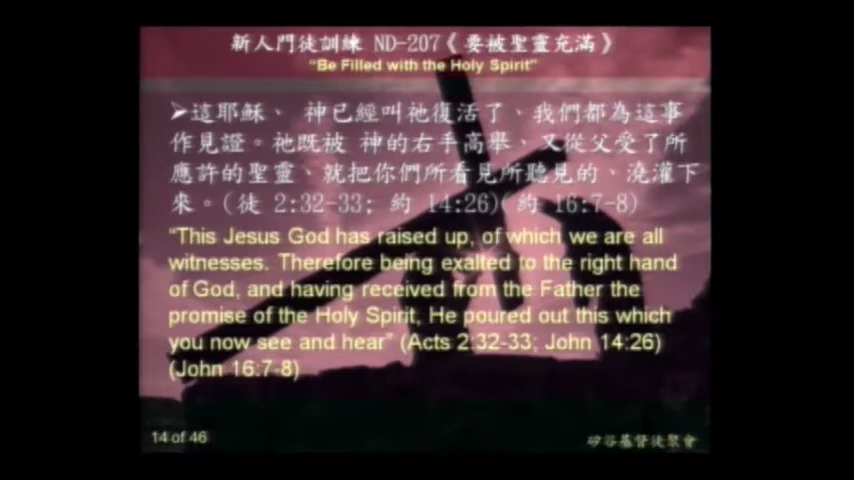 新人門徒訓練 ND-207《要被聖靈充滿》
"Be Filled with the Holy Spirit"
➢這耶穌、 神已經叫祂復活了、我們都為這事
作見證。祂既被 神的右手高舉、又從父受了所
應許的聖靈、就把你們所看見所聽見的、澆灌下
來。(徒 2:32-33; 約 14:26)(約 16:7-8)
"This Jesus God has raised up, of which we are all
witnesses. Therefore being exalted to the right hand
of God, and having received from the Father the
promise of the Holy Spirit, He poured out this which
you now see and hear" (Acts 2:32-33; John 14:26)
(John 16:7-8)
14 of 46
矽谷基督徒聚會